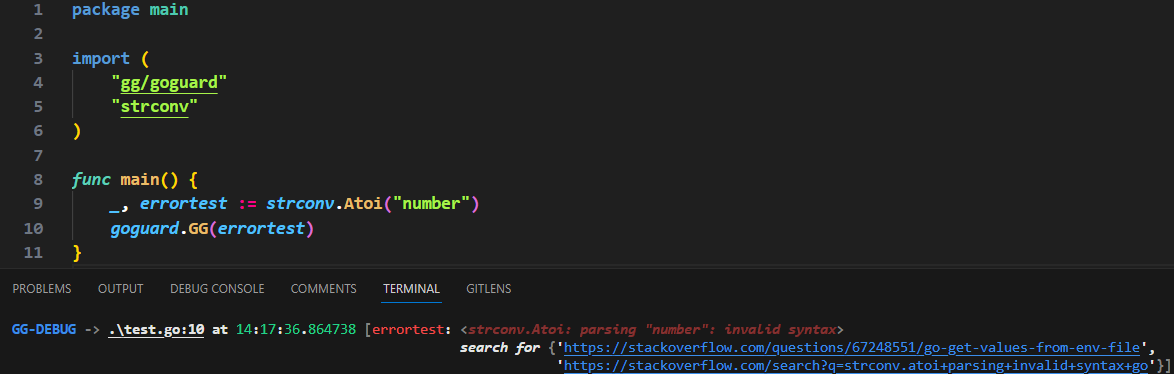 1 package main
2
3 import (
4 "gg/goguard"
5 "strconv"
6 )
7
8 func main() {
9 _, errortest := strconv.Atoi("number")
10 goguard.GG(errortest)
11 }
PROBLEMS OUTPUT DEBUG CONSOLE COMMENTS TERMINAL GITLENS
GG-DEBUG -> .\test.go:10 at 14:17:36.864738 [errortest: <strconv.Atoi: parsing "number": invalid syntax>
search for {'https://stackoverflow.com/questions/67248551/go-get-values-from-env-file',
'https://stackoverflow.com/search?q=strconv.atoi+parsing+invalid+syntax+go'}]